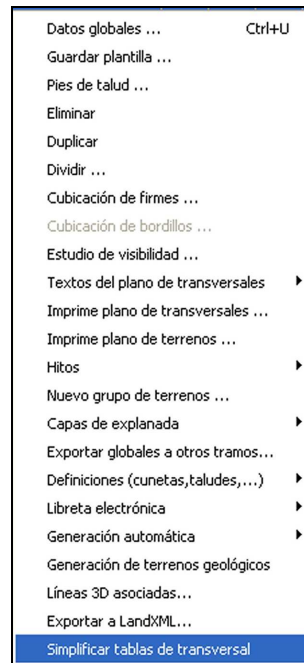 Datos globales ... Ctrl+U
Guardar plantilla ...
Pies de talud ...
Eliminar
Duplicar
Dividir ...
Cubicación de firmes ...
Cubicación de bordillos ...
Estudio de visibilidad ...
Textos del plano de transversales
Imprime plano de transversales ...
Imprime plano de terrenos ...
Hitos
Nuevo grupo de terrenos ...
Capas de explanada
Exportar globales a otros tramos...
Definiciones (cunetas,taludes,...)
Libreta electrónica
Generación automática
Generación de terrenos geológicos
Líneas 3D asociadas...
Exportar a LandXML...
Simplificar tablas de transversal